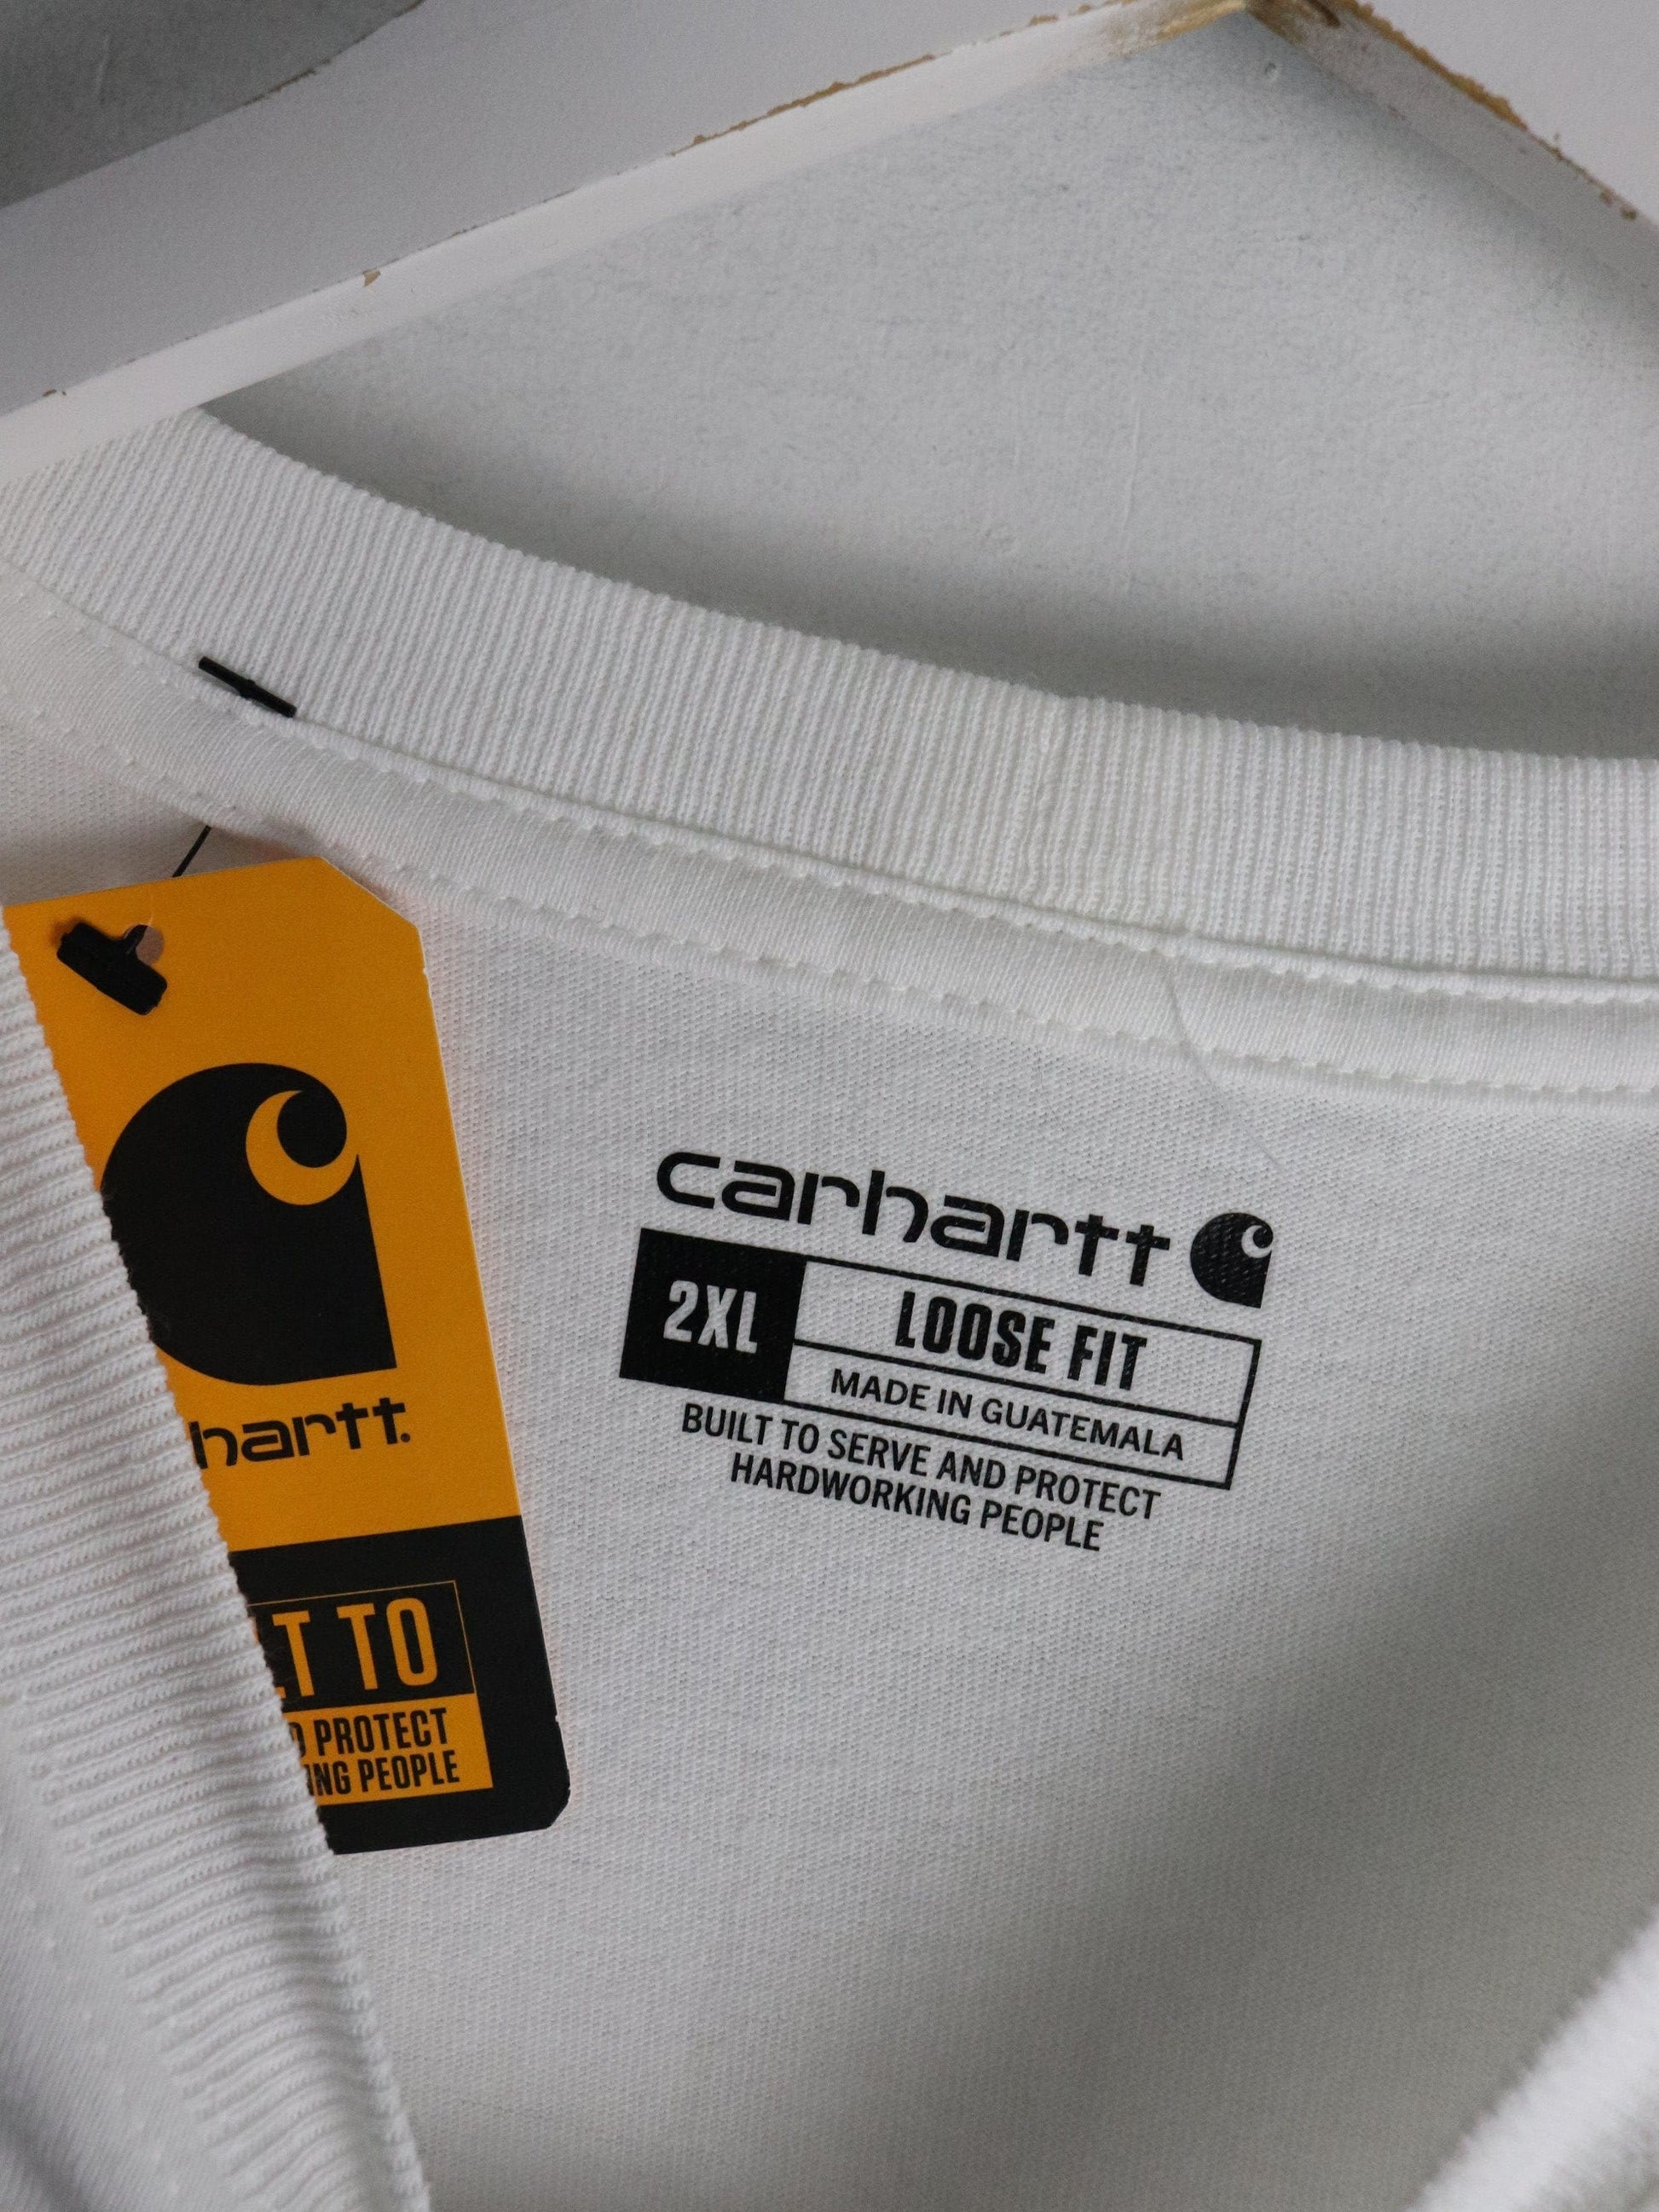 carhartt
2XL LOOSE FIT
MADE IN GUATEMALA
BUILT TO SERVE AND PROTECT
HARDWORKING PEOPLE
hartt.
LT TO
PROTECT
ING PEOPLE